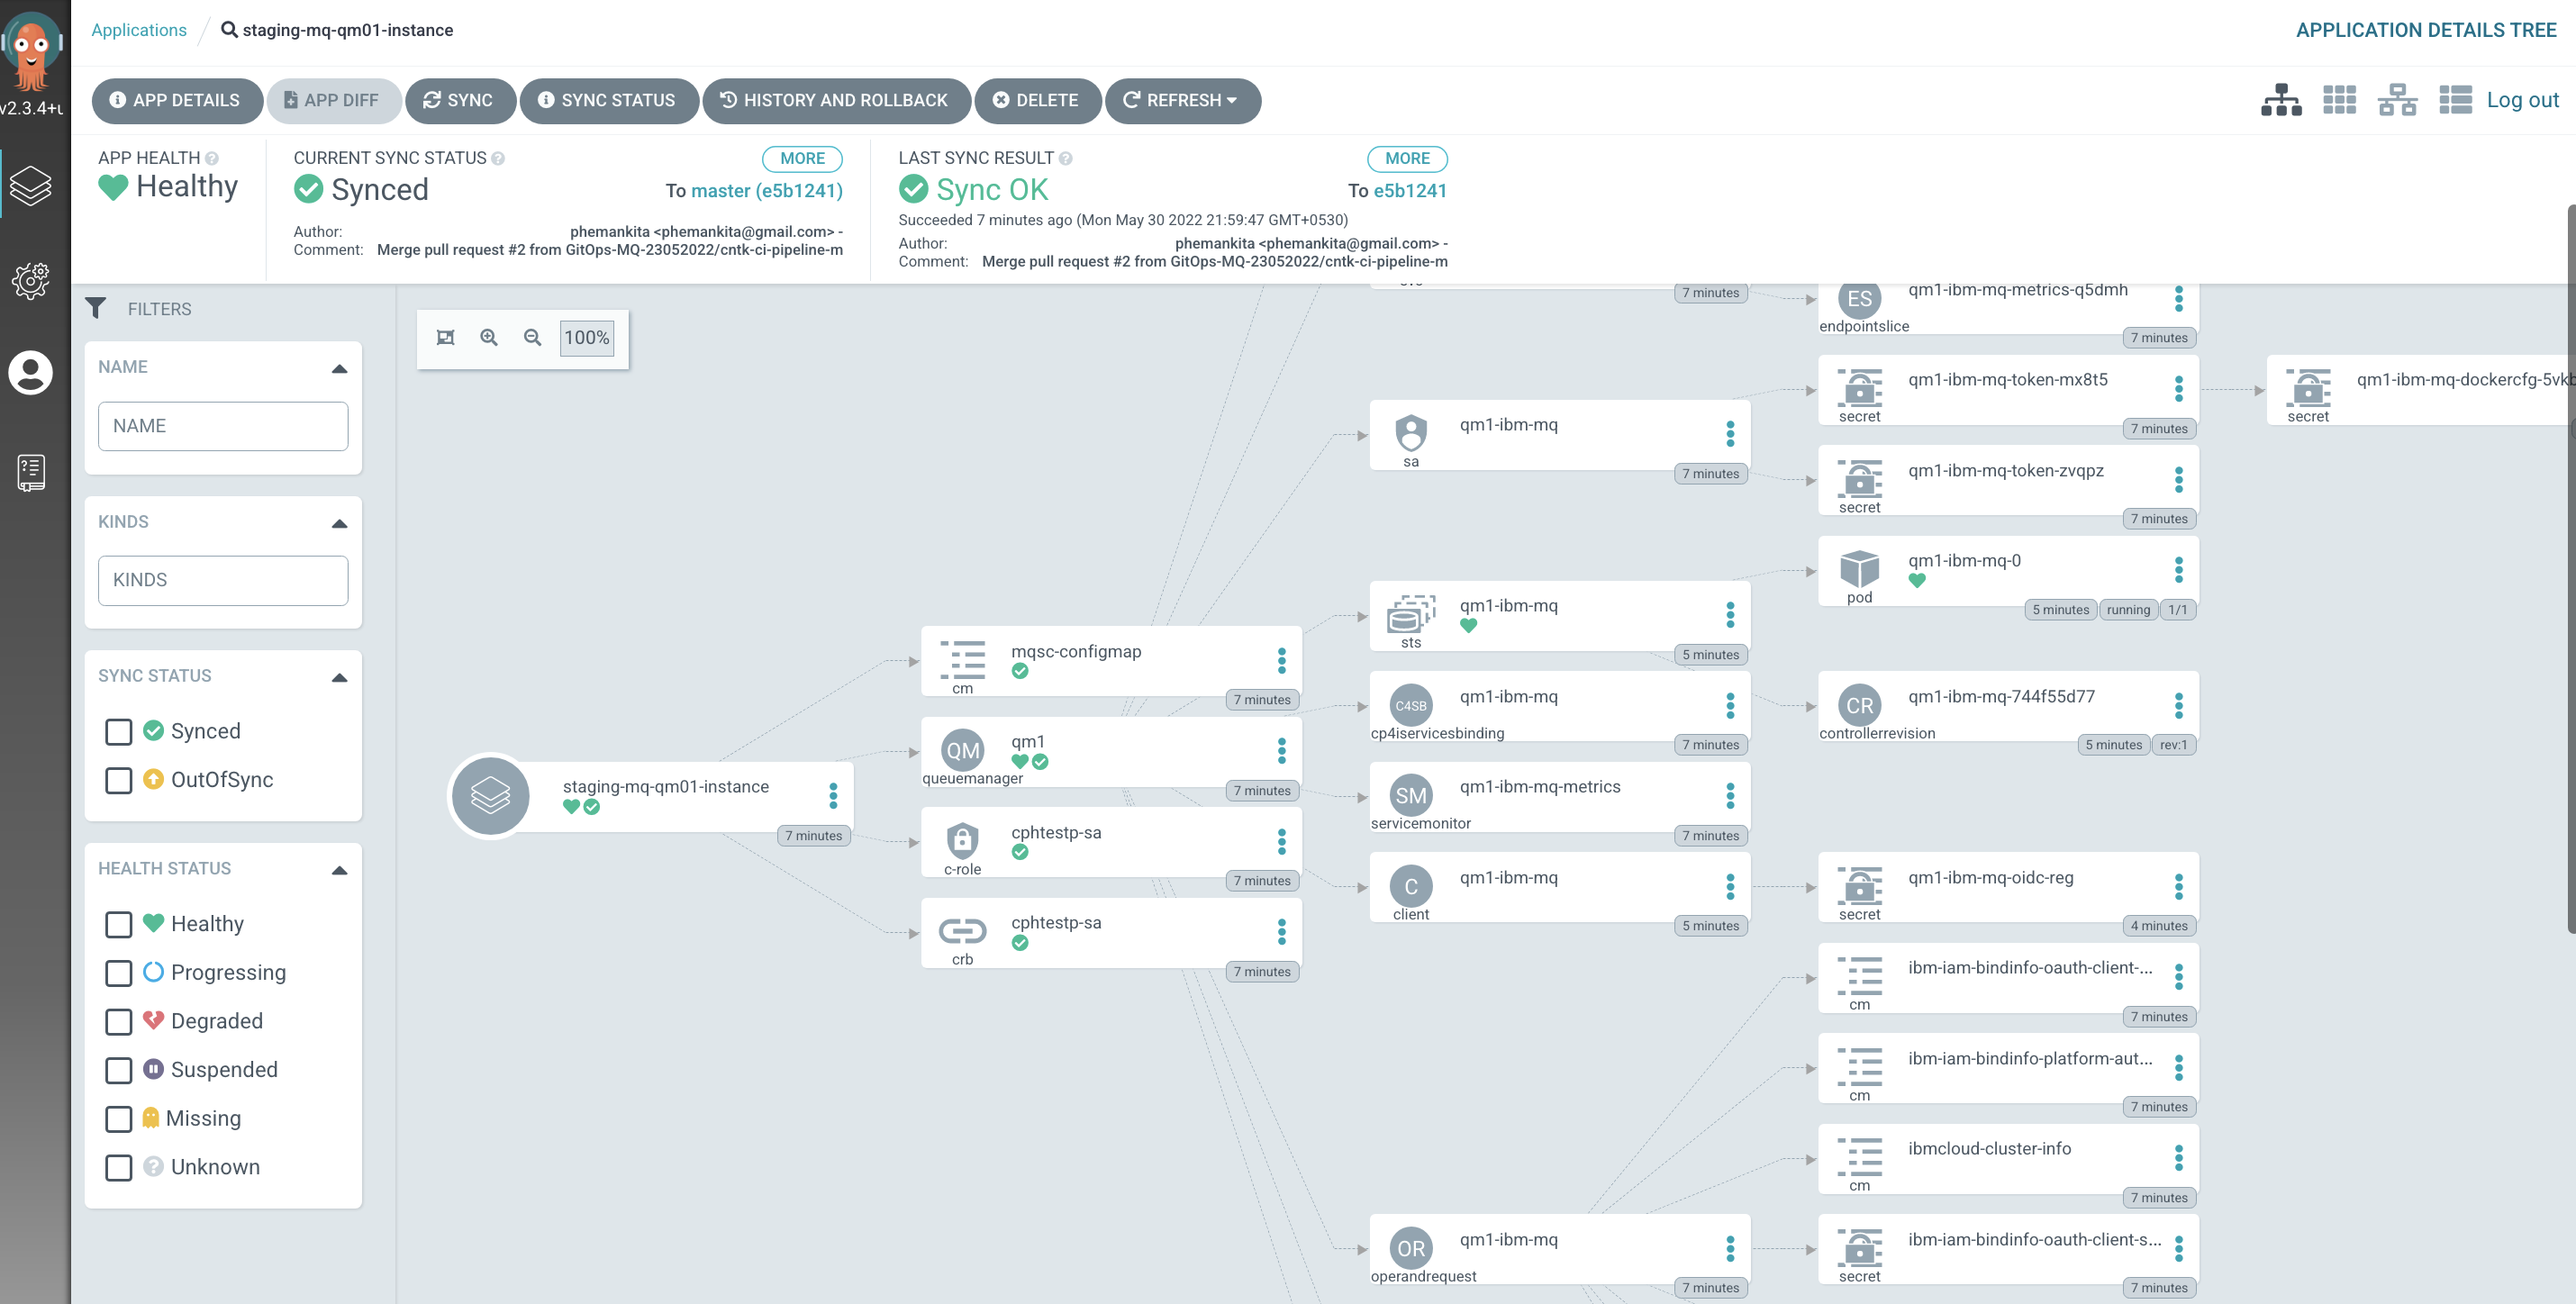 Applications
staging-mq-qm01-instance
APPLICATION DETAILS TREE
APP DETAILS
APP DIFF
SYNC
SYNC STATUS
HISTORY AND ROLLBACK
DELETE
REFRESH
Log out
v2.3.4+u
APP HEALTH
Healthy
CURRENT SYNC STATUS
MORE
Synced
To master (e5b1241)
Author: phemankita <phemankita@gmail.com> -
Comment: Merge pull request #2 from GitOps-MQ-23052022/cntk-ci-pipeline-m
LAST SYNC RESULT
MORE
Sync OK
To e5b1241
Succeeded 7 minutes ago (Mon May 30 2022 21:59:47 GMT+0530)
Author: phemankita <phemankita@gmail.com> -
Comment: Merge pull request #2 from GitOps-MQ-23052022/cntk-ci-pipeline-m
FILTERS
NAME
NAME
KINDS
KINDS
SYNC STATUS
Synced
OutOfSync
HEALTH STATUS
Healthy
Progressing
Degraded
Suspended
Missing
Unknown
100%
staging-mq-qm01-instance
7 minutes
mqsc-configmap
cm
7 minutes
QM
qm1
queuemanager
7 minutes
cphtestp-sa
c-role
7 minutes
cphtestp-sa
crb
7 minutes
7 minutes
qm1-ibm-mq
sa
7 minutes
qm1-ibm-mq
sts
5 minutes
C4SB
qm1-ibm-mq
cp4iservicesbinding
7 minutes
SM
qm1-ibm-mq-metrics
servicemonitor
7 minutes
C
qm1-ibm-mq
client
5 minutes
OR
qm1-ibm-mq
operandrequest
7 minutes
ES
qm1-ibm-mq-metrics-q5dmh
endpointslice
7 minutes
qm1-ibm-mq-token-mx8t5
secret
7 minutes
qm1-ibm-mq-token-zvqpz
secret
7 minutes
qm1-ibm-mq-0
pod
5 minutes running 1/1
CR
qm1-ibm-mq-744f55d77
controllerrevision
5 minutes rev:1
qm1-ibm-mq-oidc-reg
secret
4 minutes
ibm-iam-bindinfo-oauth-client-...
cm
7 minutes
ibm-iam-bindinfo-platform-aut...
cm
7 minutes
ibmcloud-cluster-info
cm
7 minutes
ibm-iam-bindinfo-oauth-client-s...
secret
7 minutes
qm1-ibm-mq-dockercfg-5vkb
secret